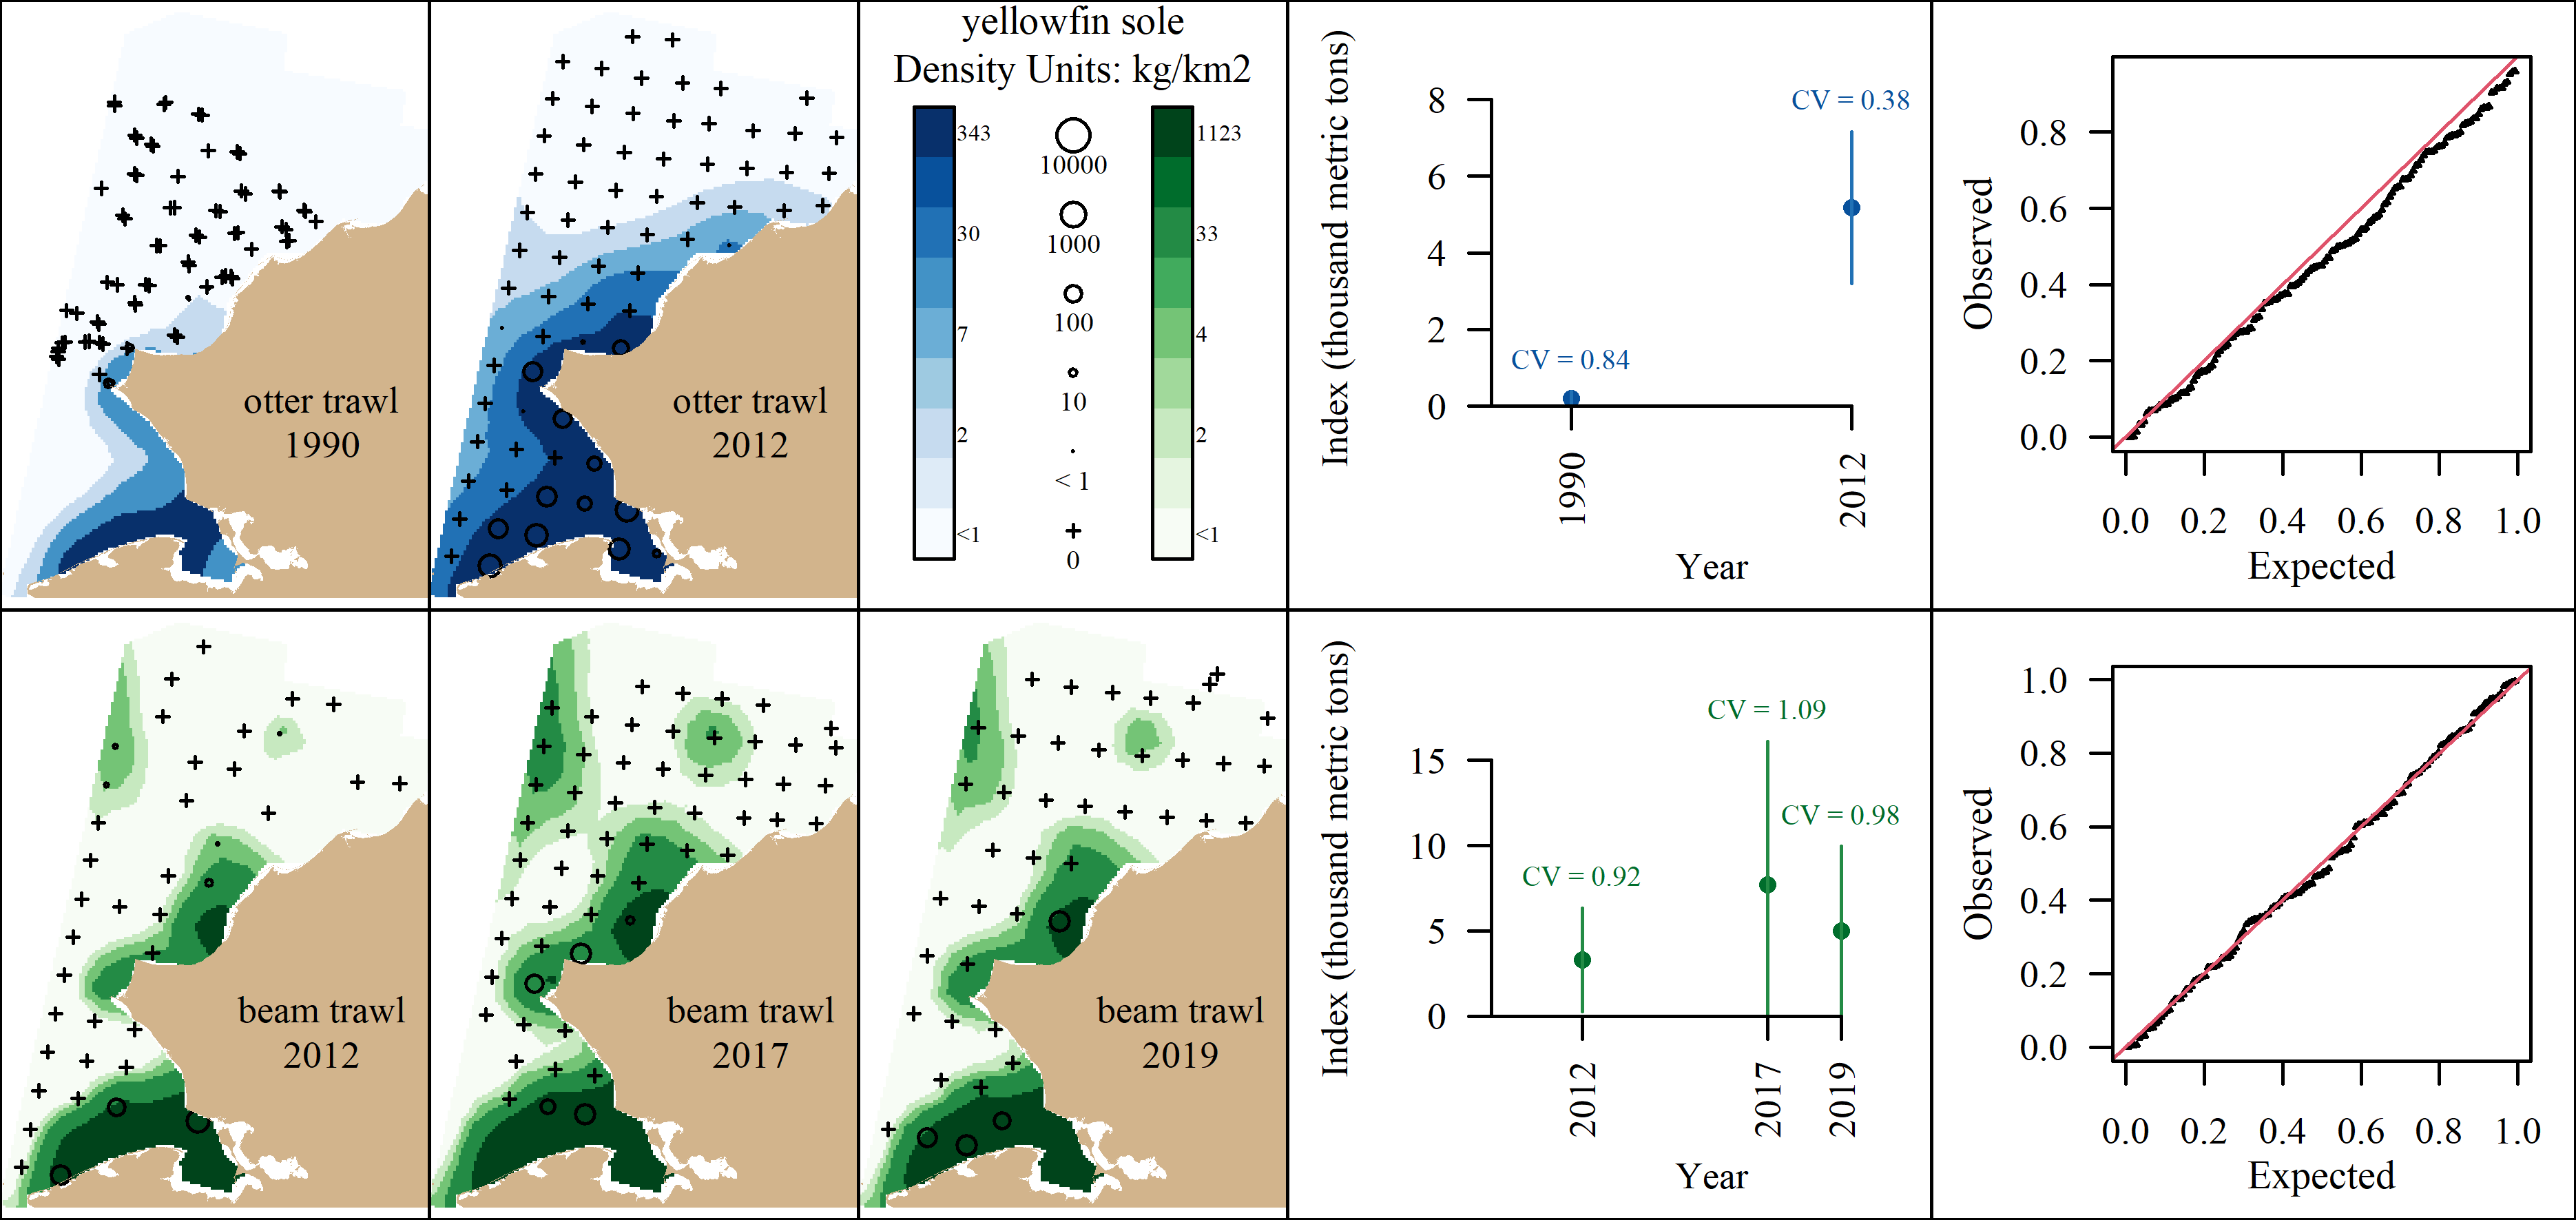 otter trawl
1990
otter trawl
2012
yellowfin sole
Density Units: kg/km2
343
30
7
2
<1
10000
1000
100
10
< 1
0
1123
33
4
2
<1
Index (thousand metric tons)
8
6
4
2
0
CV = 0.84
CV = 0.38
1990
2012
Year
Observed
0.8
0.6
0.4
0.2
0.0
0.0 0.2 0.4 0.6 0.8 1.0
Expected
beam trawl
2012
beam trawl
2017
beam trawl
2019
Index (thousand metric tons)
15
10
5
0
CV = 0.92
CV = 1.09
CV = 0.98
2012
2017
2019
Year
Observed
1.0
0.8
0.6
0.4
0.2
0.0
0.0 0.2 0.4 0.6 0.8 1.0
Expected